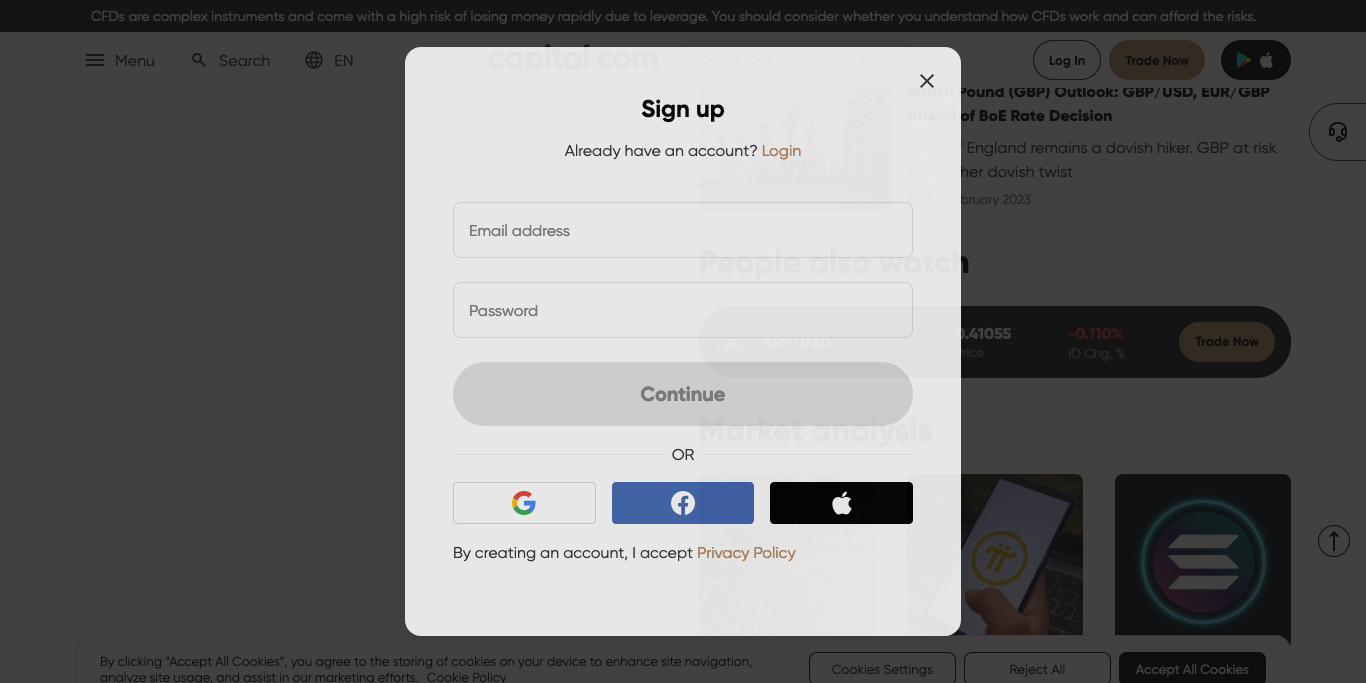 CFDs are complex instruments and come with a high risk of losing money rapidly due to leverage. You should consider whether you understand how CFDs work and can afford the risks.
Menu
Search
EN
capital com
Log In
Trade Now
British Pound (GBP) Outlook: GBP/USD, EUR/GBP
Ahead of BoE Rate Decision
Bank of England remains a dovish hiker. GBP at risk
of another dovish twist
February 2023
Sign up
Already have an account? Login
Email address
Password
Continue
OR
By creating an account, I accept Privacy Policy
People also watch
XRP/USD
0.41055
Price
-0.110%
1D Chg, %
Trade Now
Market analysis
By clicking “Accept All Cookies”, you agree to the storing of cookies on your device to enhance site navigation,
analyze site usage, and assist in our marketing efforts. Cookie Policy
Cookies Settings
Reject All
Accept All Cookies